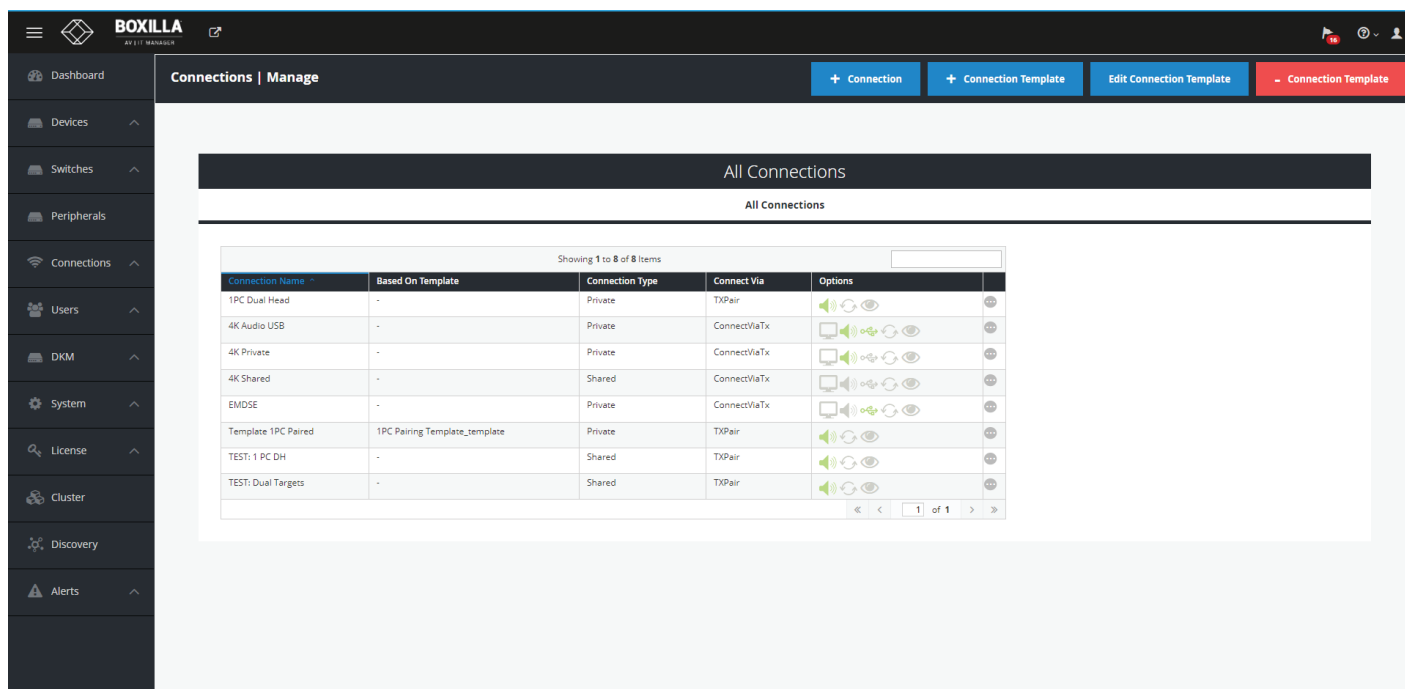 BOXILLA
AV | IT MANAGER
16
Dashboard
Devices
Switches
Peripherals
Connections
Users
DKM
System
License
Cluster
Discovery
Alerts
Connections | Manage
+ Connection
+ Connection Template
Edit Connection Template
- Connection Template
All Connections
All Connections
Showing 1 to 8 of 8 Items
Connection Name Based On Template Connection Type Connect Via Options
1PC Dual Head - Private TXPair
4K Audio USB - Private ConnectViaTx
4K Private - Private ConnectViaTx
4K Shared - Shared ConnectViaTx
EMDSE - Private ConnectViaTx
Template 1PC Paired 1PC Pairing Template_template Private TXPair
TEST: 1 PC DH - Shared TXPair
TEST: Dual Targets - Shared TXPair
« < 1 of 1 > »